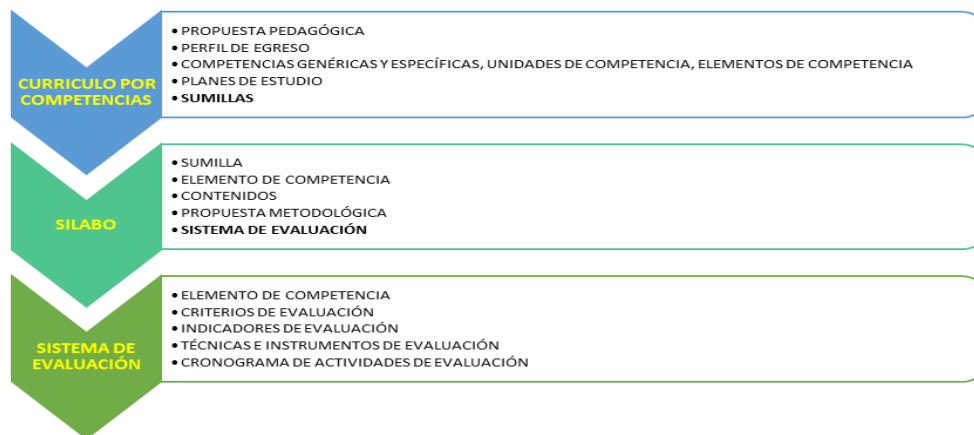 CURRICULO POR
COMPETENCIAS
• PROPUESTA PEDAGÓGICA
• PERFIL DE EGRESO
• COMPETENCIAS GENÉRICAS Y ESPECÍFICAS, UNIDADES DE COMPETENCIA, ELEMENTOS DE COMPETENCIA
• PLANES DE ESTUDIO
• SUMILLAS
SILABO
• SUMILLA
• ELEMENTO DE COMPETENCIA
• CONTENIDOS
• PROPUESTA METODOLÓGICA
• SISTEMA DE EVALUACIÓN
SISTEMA DE
EVALUACIÓN
• ELEMENTO DE COMPETENCIA
• CRITERIOS DE EVALUACIÓN
• INDICADORES DE EVALUACIÓN
• TÉCNICAS E INSTRUMENTOS DE EVALUACIÓN
• CRONOGRAMA DE ACTIVIDADES DE EVALUACIÓN